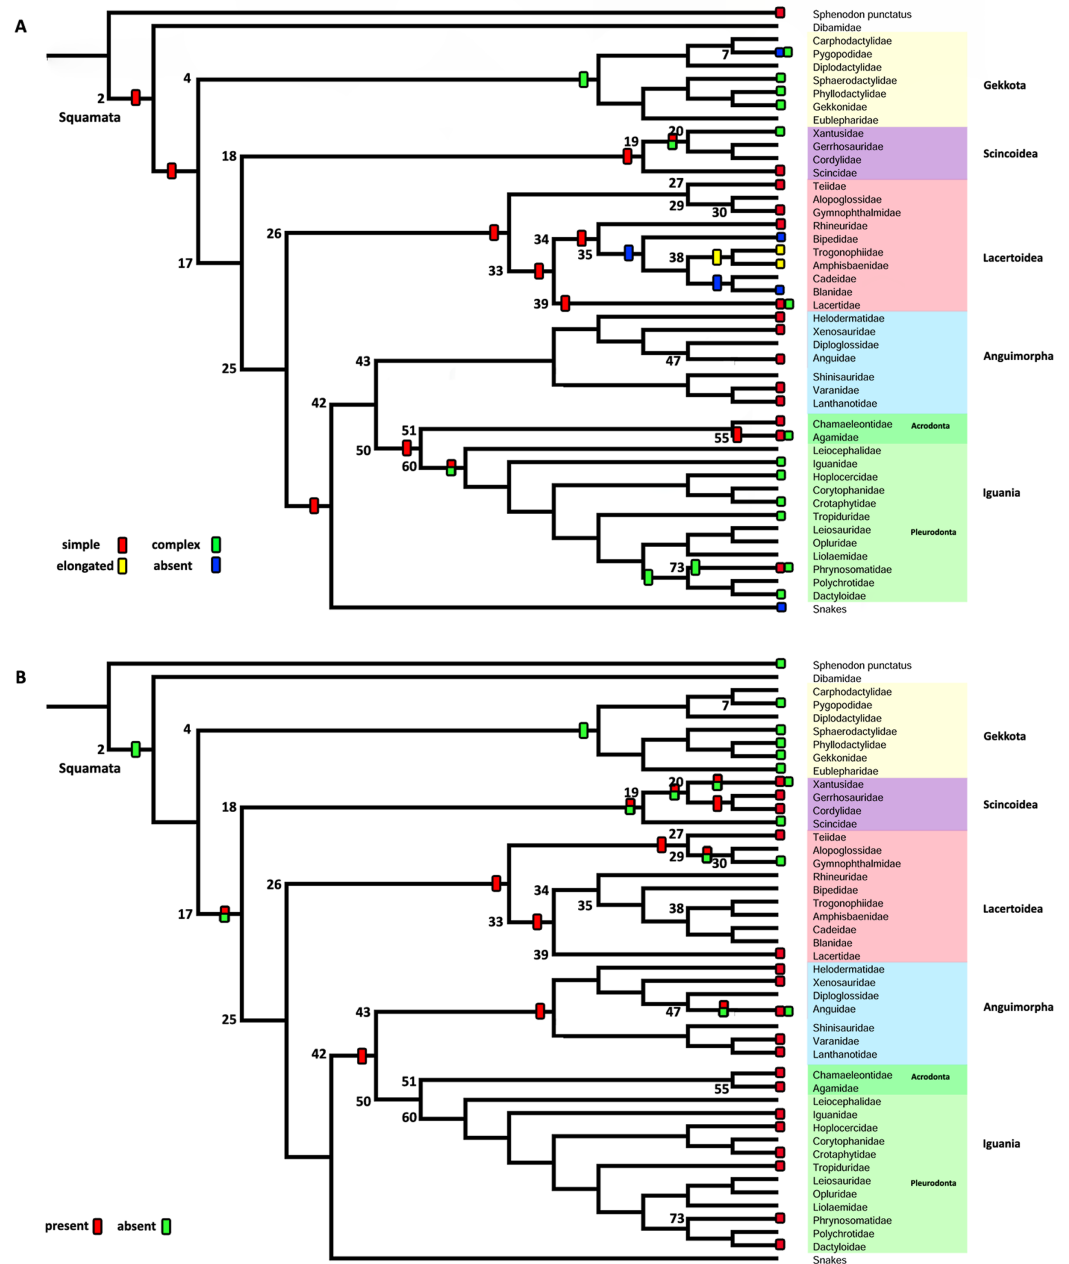 A
Sphenodon punctatus
Dibamidae
Carphodactylidae
7 Pygopodidae
Diplodactylidae
4 Sphaerodactylidae Gekkota
Phyllodactylidae
2 Gekkonidae
Squamata Eublepharidae
20 Xantusidae
19 Gerrhosauridae
18 Cordylidae Scincoidea
Scincidae
27 Teiidae
29 Alopoglossidae
30 Gymnophthalmidae
Rhineuridae
26 34 Bipedidae
35 38 Trogonophiidae Lacertoidea
17 33 Amphisbaenidae
Cadeidae
Blanidae
39 Lacertidae
Helodermatidae
Xenosauridae
Diploglossidae
43 47 Anguidae Anguimorpha
25 Shinisauridae
Varanidae
42 Lanthanotidae
51 Chamaeleontidae Acrodonta
55 Agamidae
50 Leiocephalidae
60 Iguanidae
Hoplocercidae
Corytophanidae Iguania
Crotaphytidae
Tropiduridae
Leiosauridae Pleurodonta
simple complex Opluridae
Liolaemidae
elongated absent 73 Phrynosomatidae
Polychrotidae
Dactyloidae
Snakes
B
Sphenodon punctatus
Dibamidae
Carphodactylidae
7 Pygopodidae
Diplodactylidae
4 Sphaerodactylidae Gekkota
Phyllodactylidae
2 Gekkonidae
Squamata Eublepharidae
20 Xantusidae
19 Gerrhosauridae
18 Cordylidae Scincoidea
Scincidae
27 Teiidae
29 Alopoglossidae
30 Gymnophthalmidae
Rhineuridae
26 34 Bipedidae
35 38 Trogonophiidae Lacertoidea
17 33 Amphisbaenidae
Cadeidae
Blanidae
39 Lacertidae
Helodermatidae
Xenosauridae
Diploglossidae
43 47 Anguidae Anguimorpha
25 Shinisauridae
Varanidae
42 Lanthanotidae
51 Chamaeleontidae Acrodonta
55 Agamidae
50 Leiocephalidae
60 Iguanidae
Hoplocercidae
Corytophanidae Iguania
Crotaphytidae
Tropiduridae
Leiosauridae Pleurodonta
Opluridae
Liolaemidae
present absent 73 Phrynosomatidae
Polychrotidae
Dactyloidae
Snakes